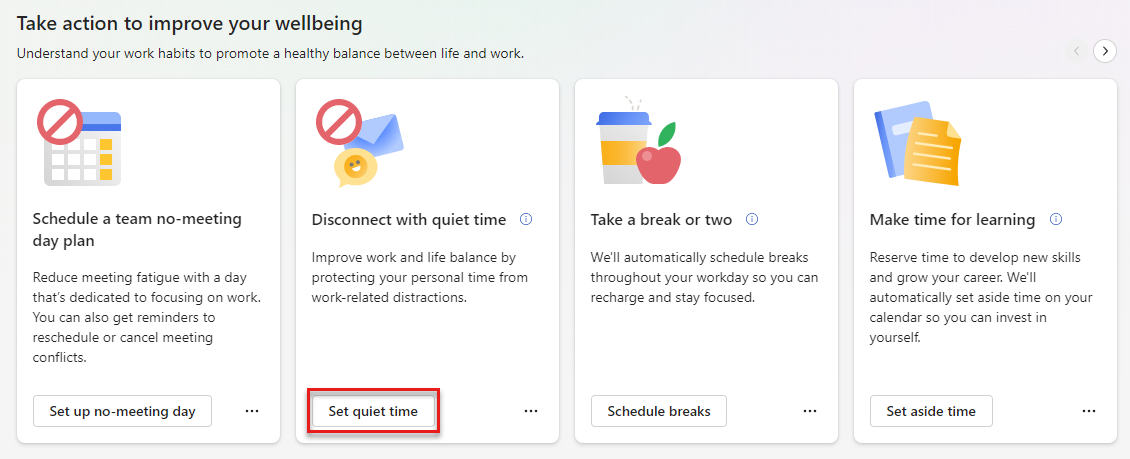 Take action to improve your wellbeing
Understand your work habits to promote a healthy balance between life and work.
Schedule a team no-meeting
day plan
Reduce meeting fatigue with a day
that's dedicated to focusing on work.
You can also get reminders to
reschedule or cancel meeting
conflicts.
Set up no-meeting day
Disconnect with quiet time
Improve work and life balance by
protecting your personal time from
work-related distractions.
Set quiet time
Take a break or two
We'll automatically schedule breaks
throughout your workday so you can
recharge and stay focused.
Schedule breaks
Make time for learning
Reserve time to develop new skills
and grow your career. We'll
automatically set aside time on your
calendar so you can invest in
yourself.
Set aside time